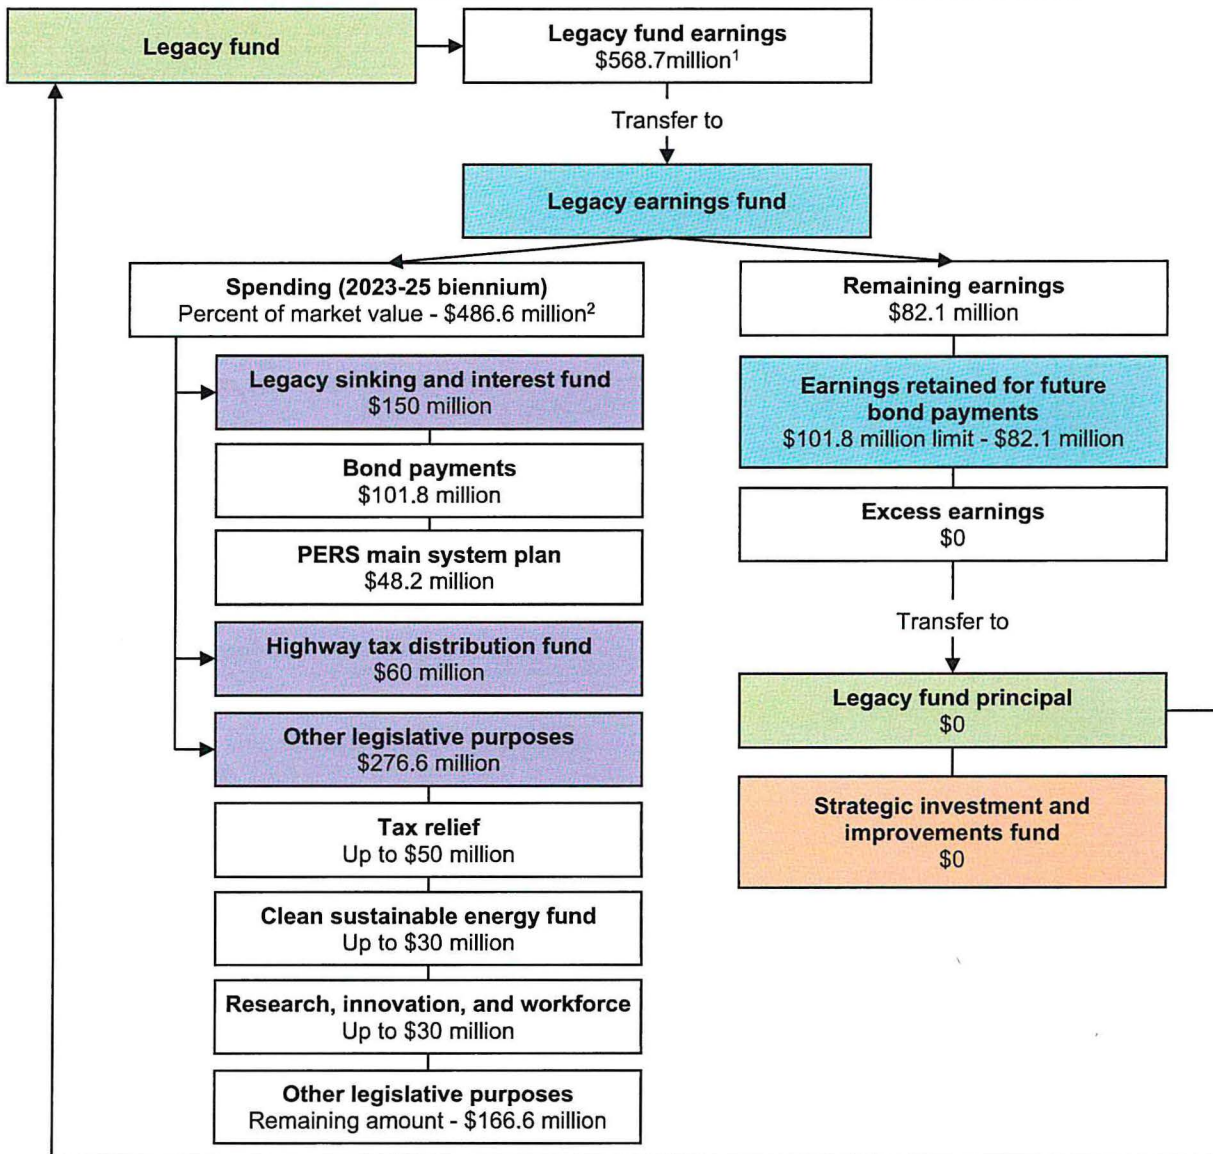 Legacy fund
Legacy fund earnings
$568.7million¹
Transfer to
Legacy earnings fund
Spending (2023-25 biennium)
Percent of market value - $486.6 million²
Legacy sinking and interest fund
$150 million
Bond payments
$101.8 million
PERS main system plan
$48.2 million
Highway tax distribution fund
$60 million
Other legislative purposes
$276.6 million
Tax relief
Up to $50 million
Clean sustainable energy fund
Up to $30 million
Research, innovation, and workforce
Up to $30 million
Other legislative purposes
Remaining amount - $166.6 million
Remaining earnings
$82.1 million
Earnings retained for future
bond payments
$101.8 million limit - $82.1 million
Excess earnings
$0
Transfer to
Legacy fund principal
$0
Strategic investment and
improvements fund
$0